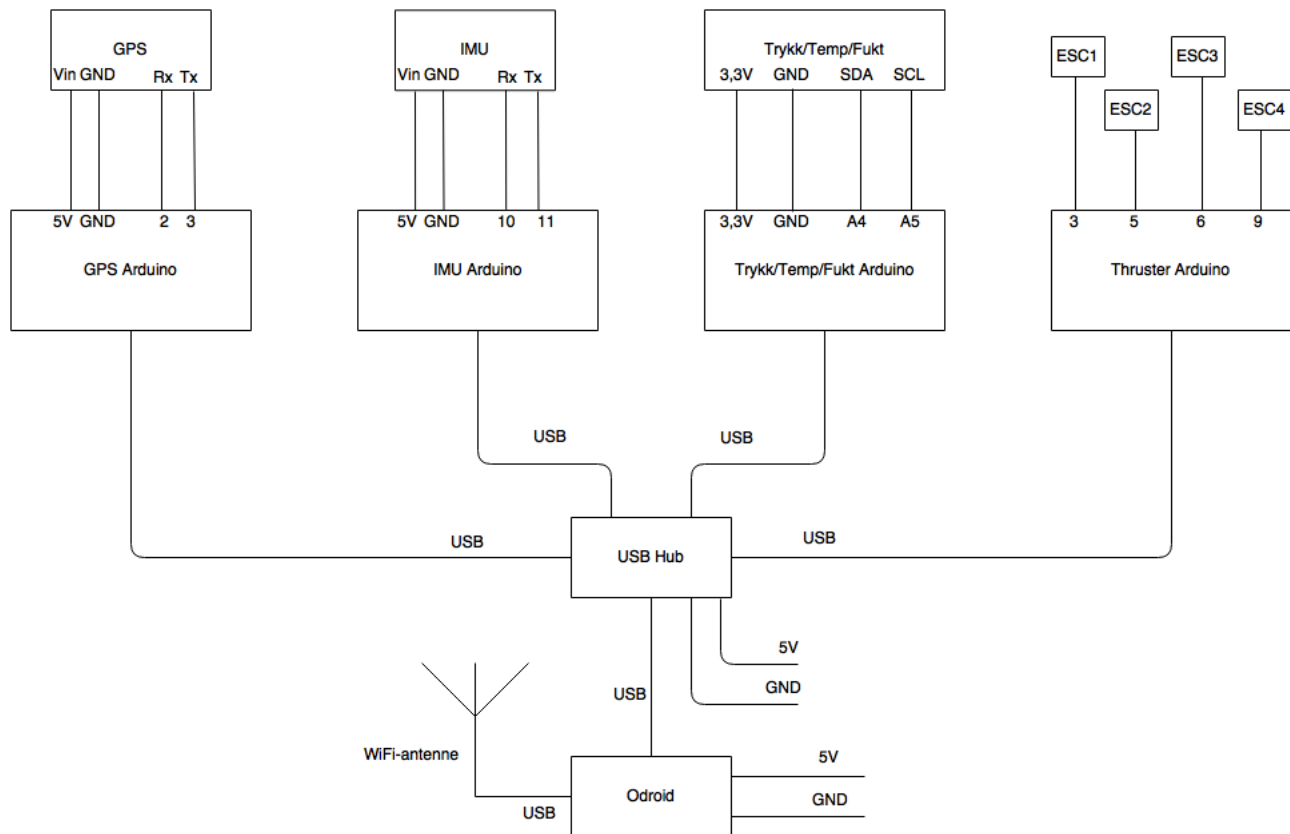 GPS
Vin GND Rx Tx
IMU
Vin GND Rx Tx
Trykk/Temp/Fukt
3,3V GND SDA SCL
ESC1
ESC3
ESC2
ESC4
5V GND 2 3
GPS Arduino
5V GND 10 11
IMU Arduino
3,3V GND A4 A5
Trykk/Temp/Fukt Arduino
3 5 6 9
Thruster Arduino
USB
USB
USB
USB Hub
USB
5V
GND
USB
WiFi-antenne
USB
Odroid
5V
GND